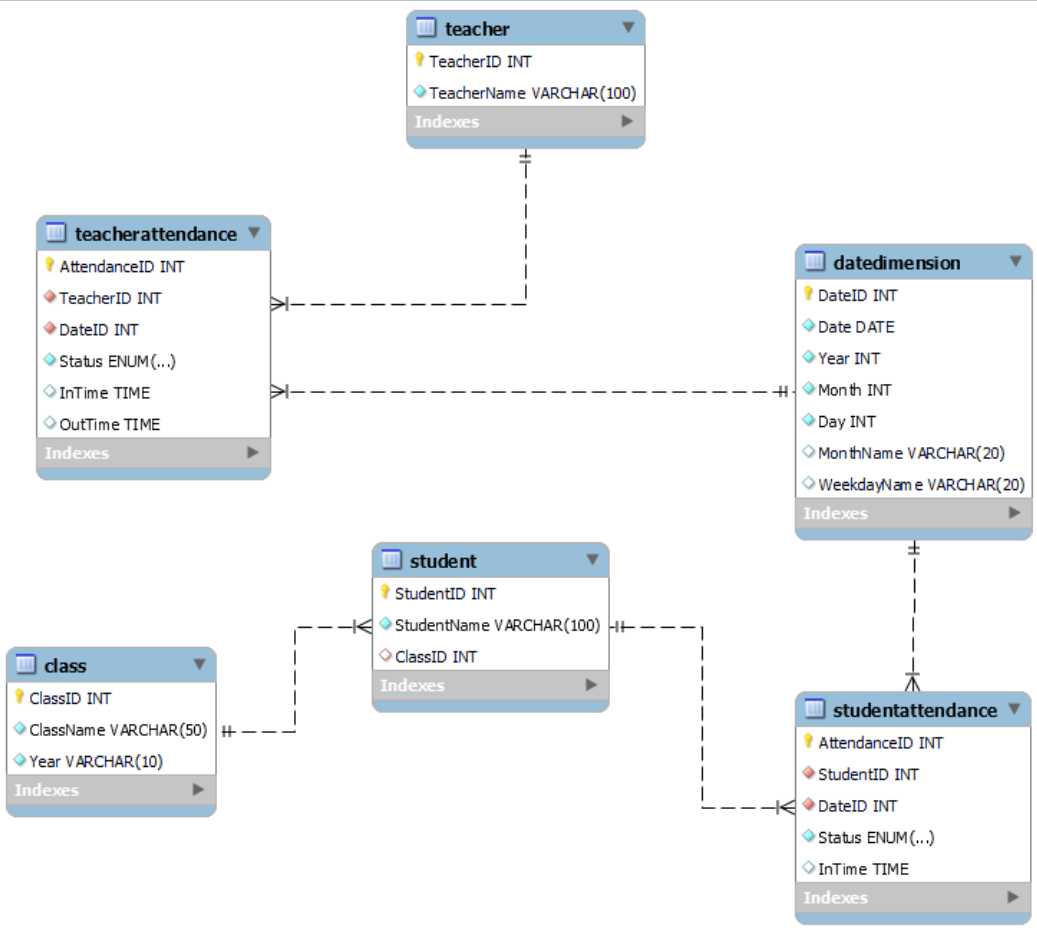 teacher
TeacherID INT
TeacherName VARCHAR(100)
Indexes
teacherattendance
AttendanceID INT
TeacherID INT
DateID INT
Status ENUM(...)
InTime TIME
OutTime TIME
Indexes
datedimension
DateID INT
Date DATE
Year INT
Month INT
Day INT
MonthName VARCHAR(20)
WeekdayName VARCHAR(20)
Indexes
student
StudentID INT
StudentName VARCHAR(100)
ClassID INT
Indexes
class
ClassID INT
ClassName VARCHAR(50)
Year VARCHAR(10)
Indexes
studentattendance
AttendanceID INT
StudentID INT
DateID INT
Status ENUM(...)
InTime TIME
Indexes